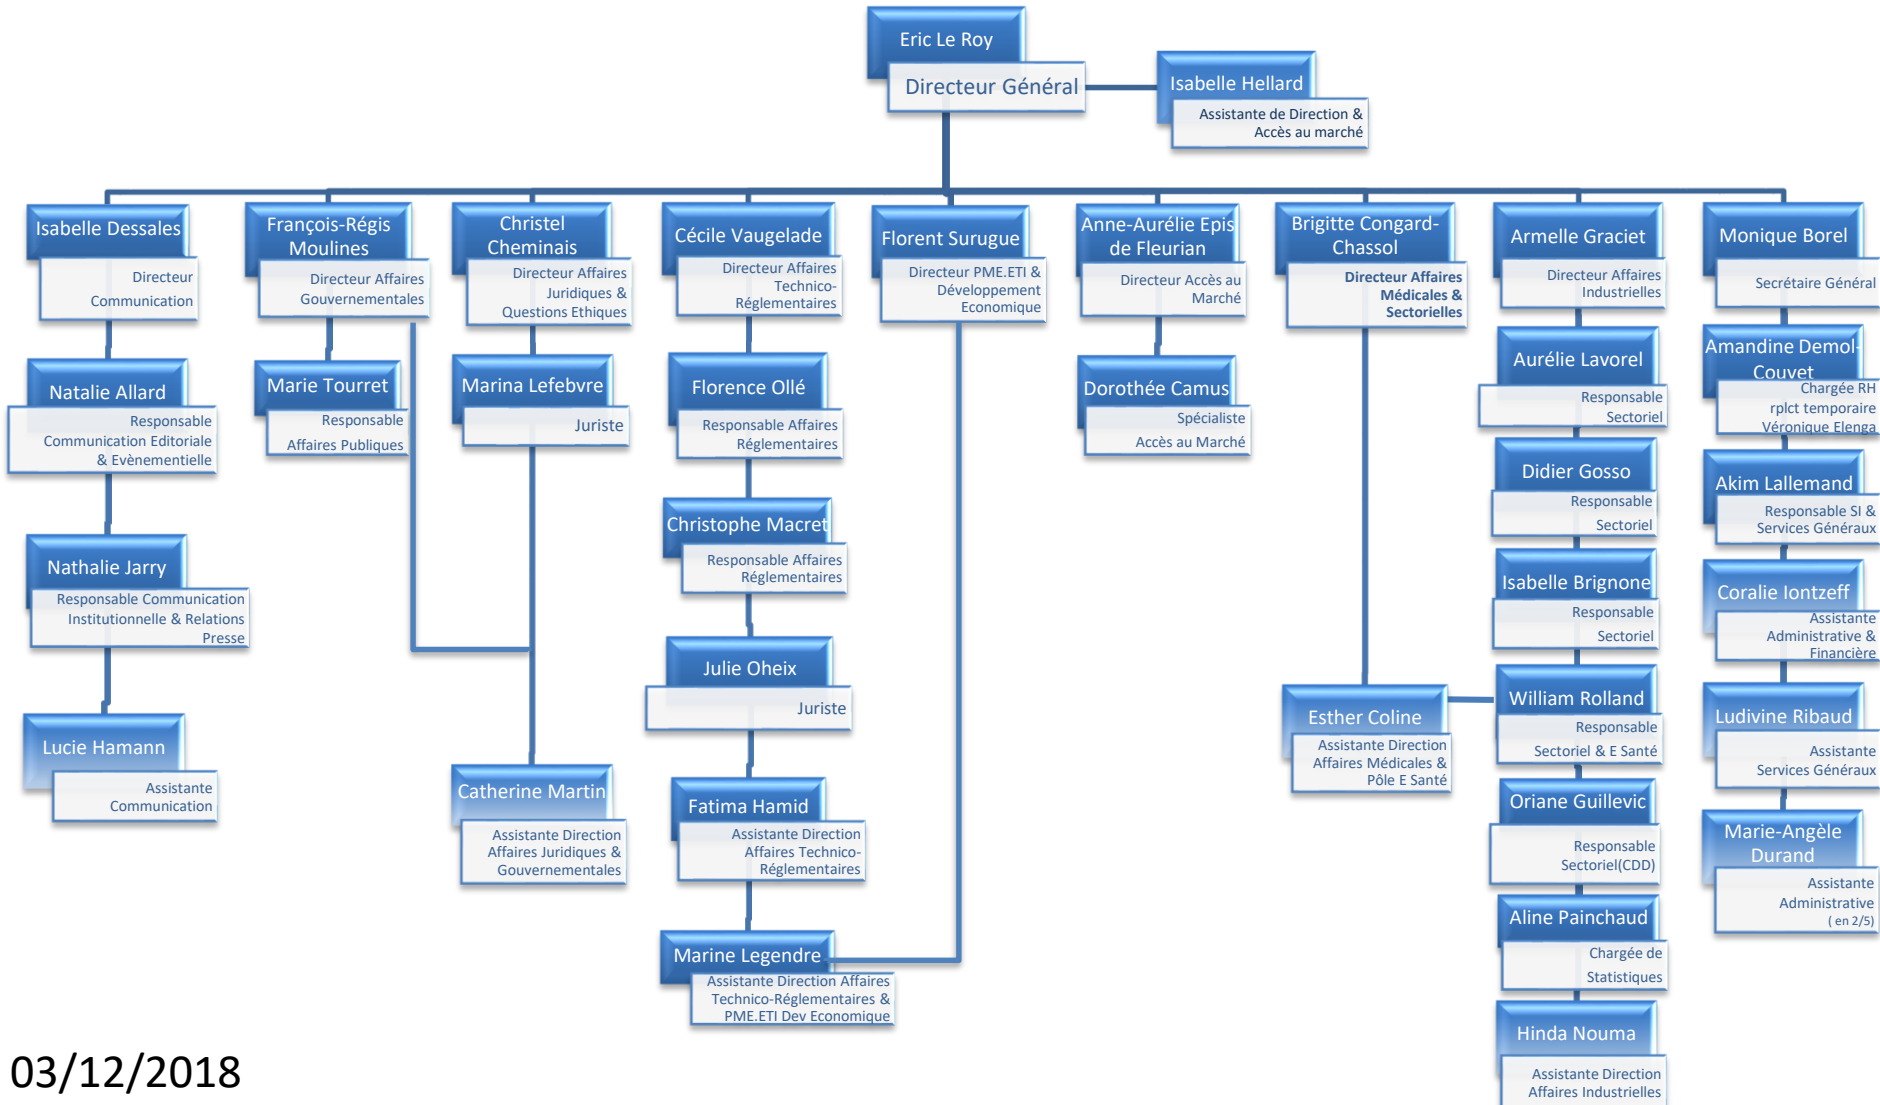 Eric Le Roy
Directeur Général
Isabelle Hellard
Assistante de Direction &
Accès au marché
Isabelle Dessales
Directeur
Communication
Natalie Allard
Responsable
Communication Editoriale
& Evènementielle
Nathalie Jarry
Responsable Communication
Institutionnelle & Relations
Presse
Lucie Hamann
Assistante
Communication
François-Régis
Moulines
Directeur Affaires
Gouvernementales
Marie Tourret
Responsable
Affaires Publiques
Christel
Cheminais
Directeur Affaires
Juridiques &
Questions Ethiques
Marina Lefebvre
Juriste
Catherine Martin
Assistante Direction
Affaires Juridiques &
Gouvernementales
Cécile Vaugelade
Directeur Affaires
Technico-
Réglementaires
Florence Ollé
Responsable Affaires
Réglementaires
Christophe Macret
Responsable Affaires
Réglementaires
Julie Oheix
Juriste
Fatima Hamid
Assistante Direction
Affaires Technico-
Réglementaires
Marine Legendre
Assistante Direction Affaires
Technico-Réglementaires &
PME.ETI Dev Economique
Florent Surugue
Directeur PME.ETI &
Développement
Economique
Anne-Aurélie Epis
de Fleurian
Directeur Accès au
Marché
Dorothée Camus
Spécialiste
Accès au Marché
Brigitte Congard-
Chassol
Directeur Affaires
Médicales &
Sectorielles
Esther Coline
Assistante Direction
Affaires Médicales &
Pôle E Santé
Armelle Graciet
Directeur Affaires
Industrielles
Aurélie Lavorel
Responsable
Sectoriel
Didier Gosso
Responsable
Sectoriel
Isabelle Brignone
Responsable
Sectoriel
William Rolland
Responsable
Sectoriel & E Santé
Oriane Guillevic
Responsable
Sectoriel(CDD)
Aline Painchaud
Chargée de
Statistiques
Hinda Nouma
Assistante Direction
Affaires Industrielles
Monique Borel
Secrétaire Général
Amandine Demol-
Couvet
Chargée RH
rplct temporaire
Véronique Elenga
Akim Lallemand
Responsable SI &
Services Généraux
Coralie Iontzeff
Assistante
Administrative &
Financière
Ludivine Ribaud
Assistante
Services Généraux
Marie-Angèle
Durand
Assistante
Administrative
( en 2/5)
03/12/2018